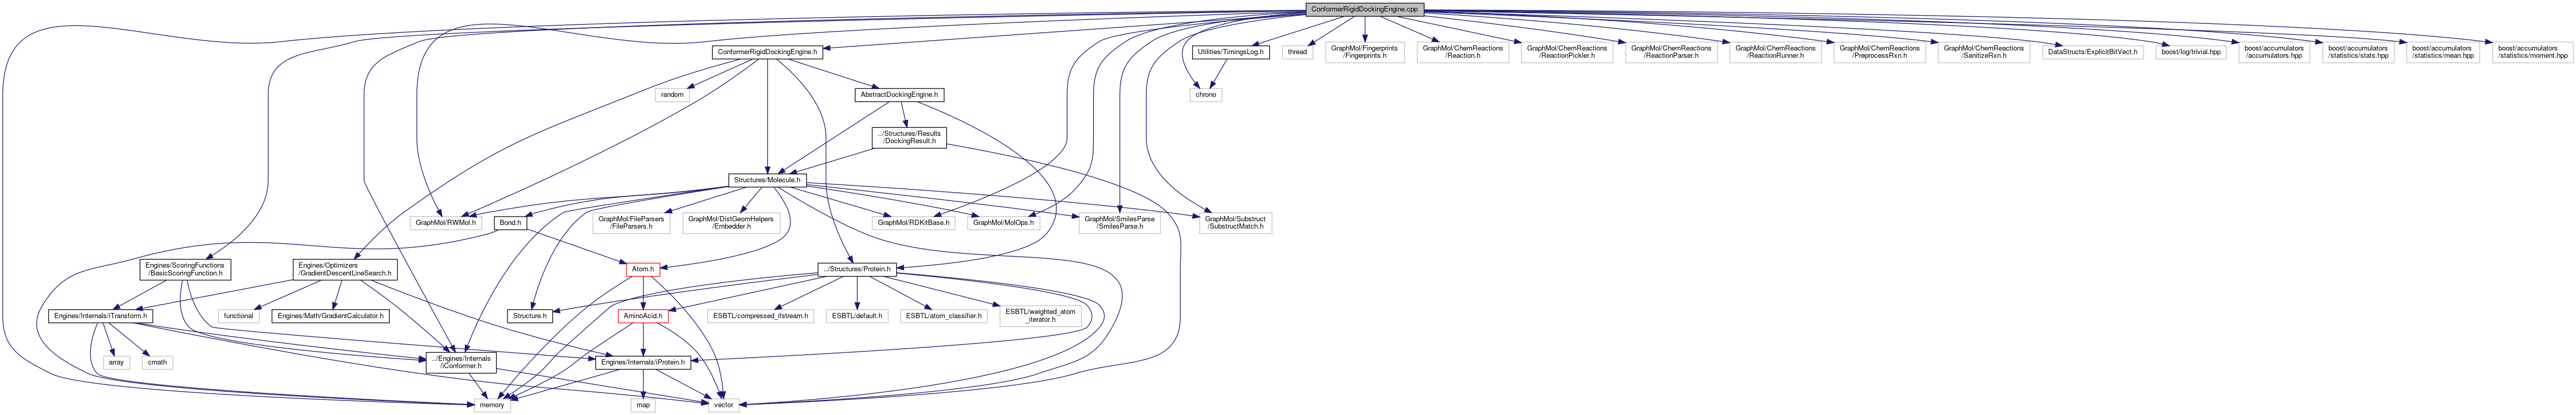 ConformerRigidDockingEngine.cpp
ConformerRigidDockingEngine.h
Utilities/TimingsLog.h
thread
GraphMol/Fingerprints
/Fingerprints.h
GraphMol/ChemReactions
/Reaction.h
GraphMol/ChemReactions
/ReactionPickler.h
GraphMol/ChemReactions
/ReactionParser.h
GraphMol/ChemReactions
/ReactionRunner.h
GraphMol/ChemReactions
/PreprocessRxn.h
GraphMol/ChemReactions
/SanitizeRxn.h
DataStructs/ExplicitBitVect.h
boost/log/trivial.hpp
boost/accumulators
/accumulators.hpp
boost/accumulators
/statistics/stats.hpp
boost/accumulators
/statistics/mean.hpp
boost/accumulators
/statistics/moment.hpp
random
AbstractDockingEngine.h
chrono
../Structures/Results
/DockingResult.h
Structures/Molecule.h
GraphMol/RWMol.h
Bond.h
GraphMol/FileParsers
/FileParsers.h
GraphMol/DistGeomHelpers
/Embedder.h
GraphMol/RDKitBase.h
GraphMol/MolOps.h
GraphMol/SmilesParse
/SmilesParse.h
GraphMol/Substruct
/SubstructMatch.h
Engines/ScoringFunctions
/BasicScoringFunction.h
Engines/Optimizers
/GradientDescentLineSearch.h
Atom.h
../Structures/Protein.h
Engines/Internals/iTransform.h
functional
Engines/Math/GradientCalculator.h
Structure.h
AminoAcid.h
ESBTL/compressed_ifstream.h
ESBTL/default.h
ESBTL/atom_classifier.h
ESBTL/weighted_atom
_iterator.h
array
cmath
../Engines/Internals
/iConformer.h
Engines/Internals/iProtein.h
memory
map
vector